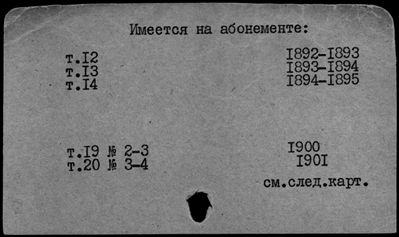 Имеется на абонементе:
т.12 1892-1893
т.13 1893-1894
т.14 1894-1895
т.19 № 2-3 1900
т.20 № 3-4 1901
см.след.карт.